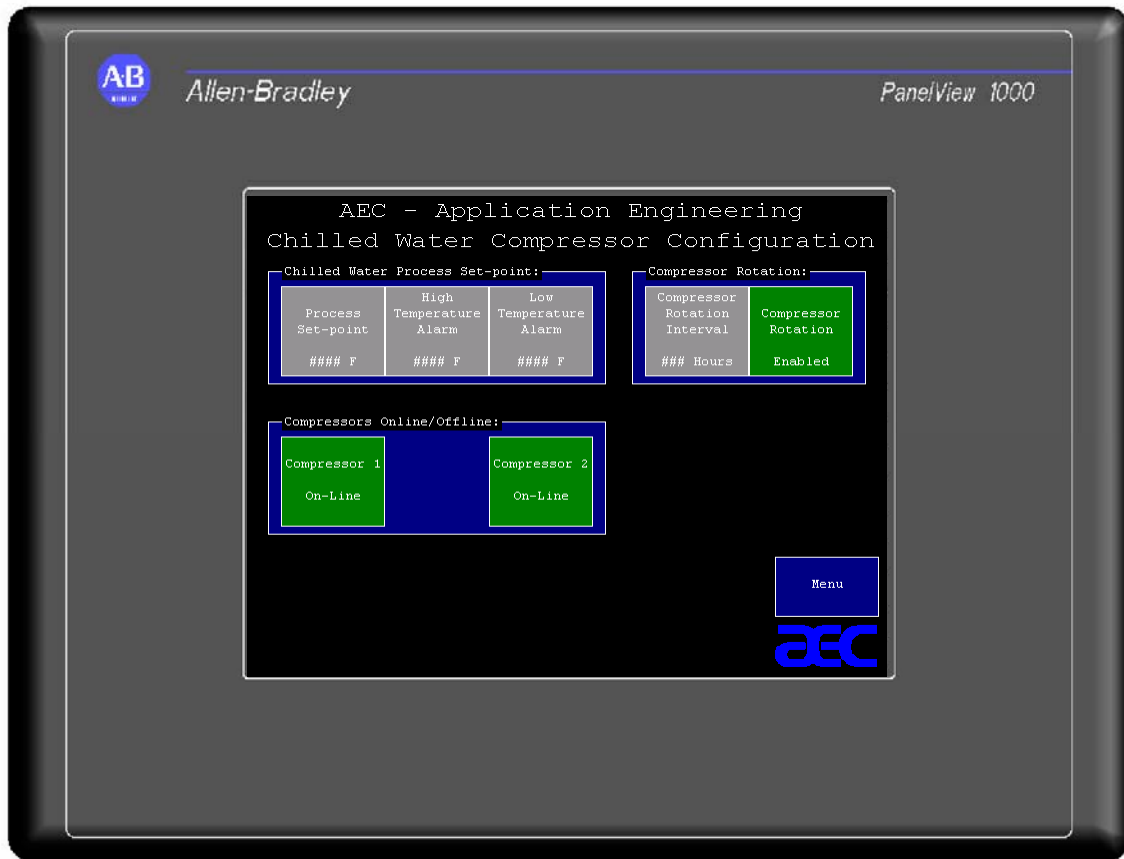 A·B
Allen-Bradley
PanelView 1000
AEC - Application Engineering
Chilled Water Compressor Configuration
Chilled Water Process Set-point:
Process
Set-point
#### F
High
Temperature
Alarm
#### F
Low
Temperature
Alarm
#### F
Compressor Rotation:
Compressor
Rotation
Interval
### Hours
Compressor
Rotation
Enabled
Compressors Online/Offline:
Compressor 1
On-Line
Compressor 2
On-Line
Menu
AEC